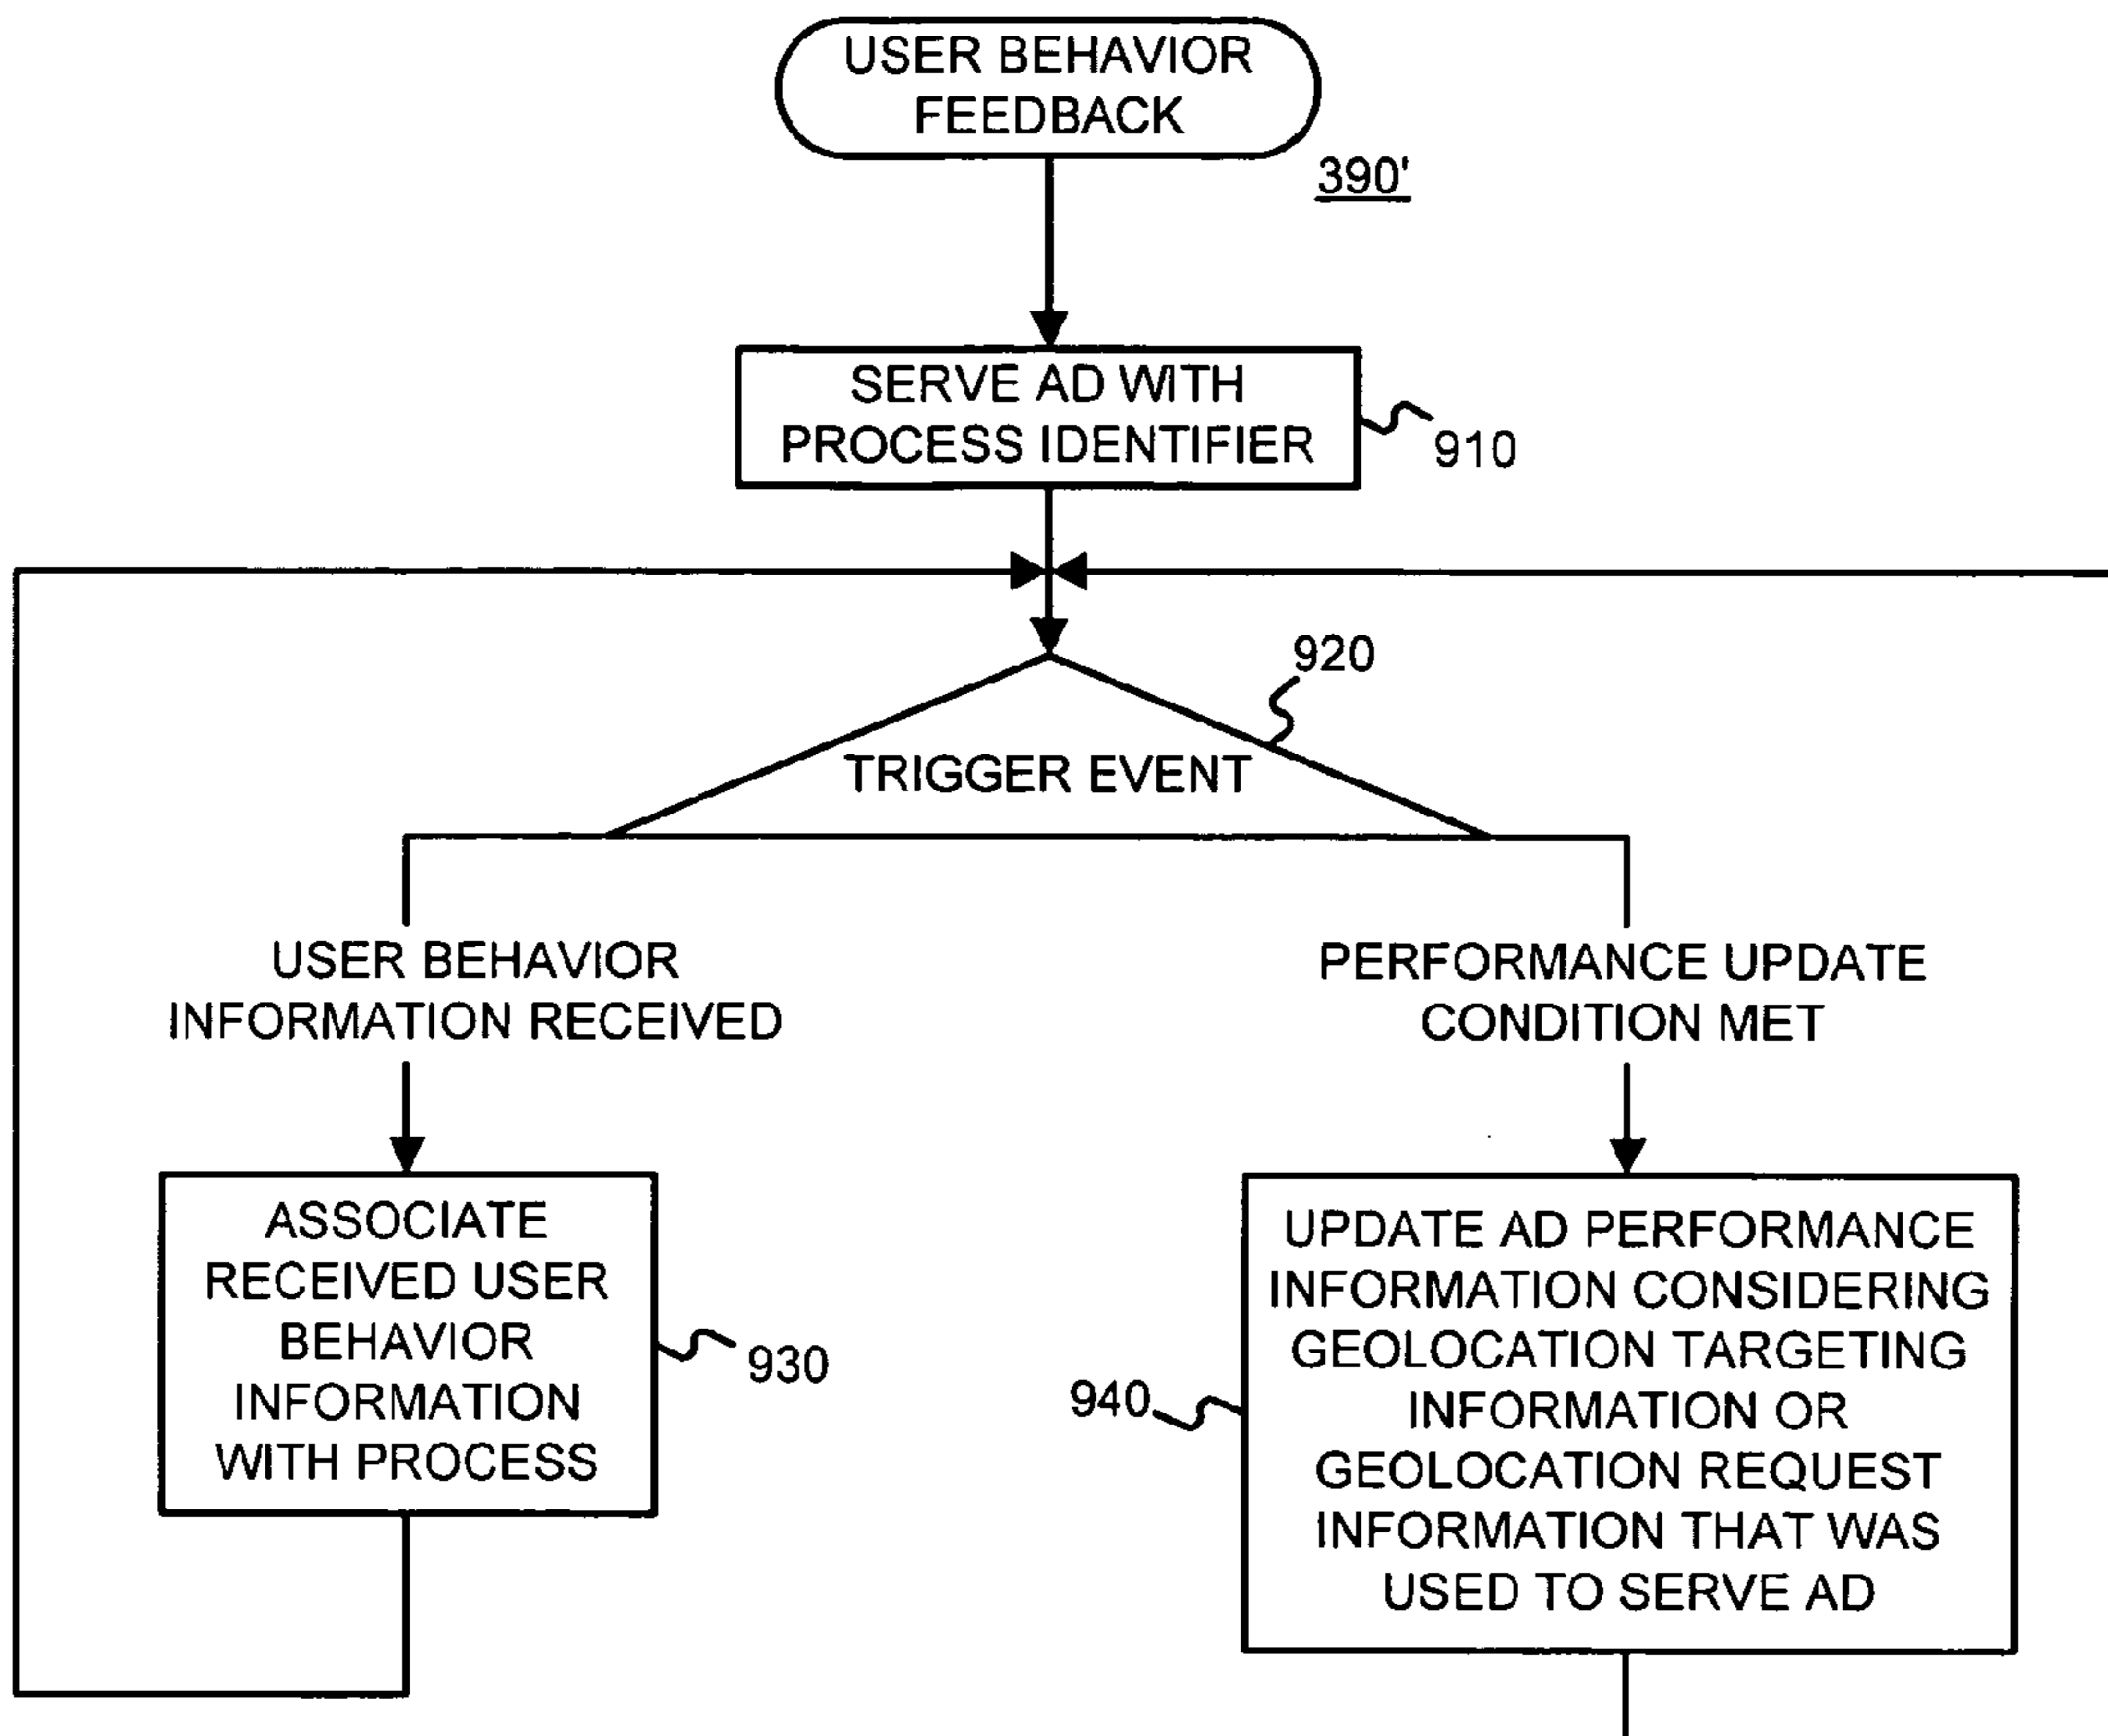 USER BEHAVIOR
FEEDBACK
390'
SERVE AD WITH
PROCESS IDENTIFIER
910
920
TRIGGER EVENT
USER BEHAVIOR
INFORMATION RECEIVED
PERFORMANCE UPDATE
CONDITION MET
ASSOCIATE
RECEIVED USER
BEHAVIOR
INFORMATION
WITH PROCESS
930
940
UPDATE AD PERFORMANCE
INFORMATION CONSIDERING
GEOLOCATION TARGETING
INFORMATION OR
GEOLOCATION REQUEST
INFORMATION THAT WAS
USED TO SERVE AD